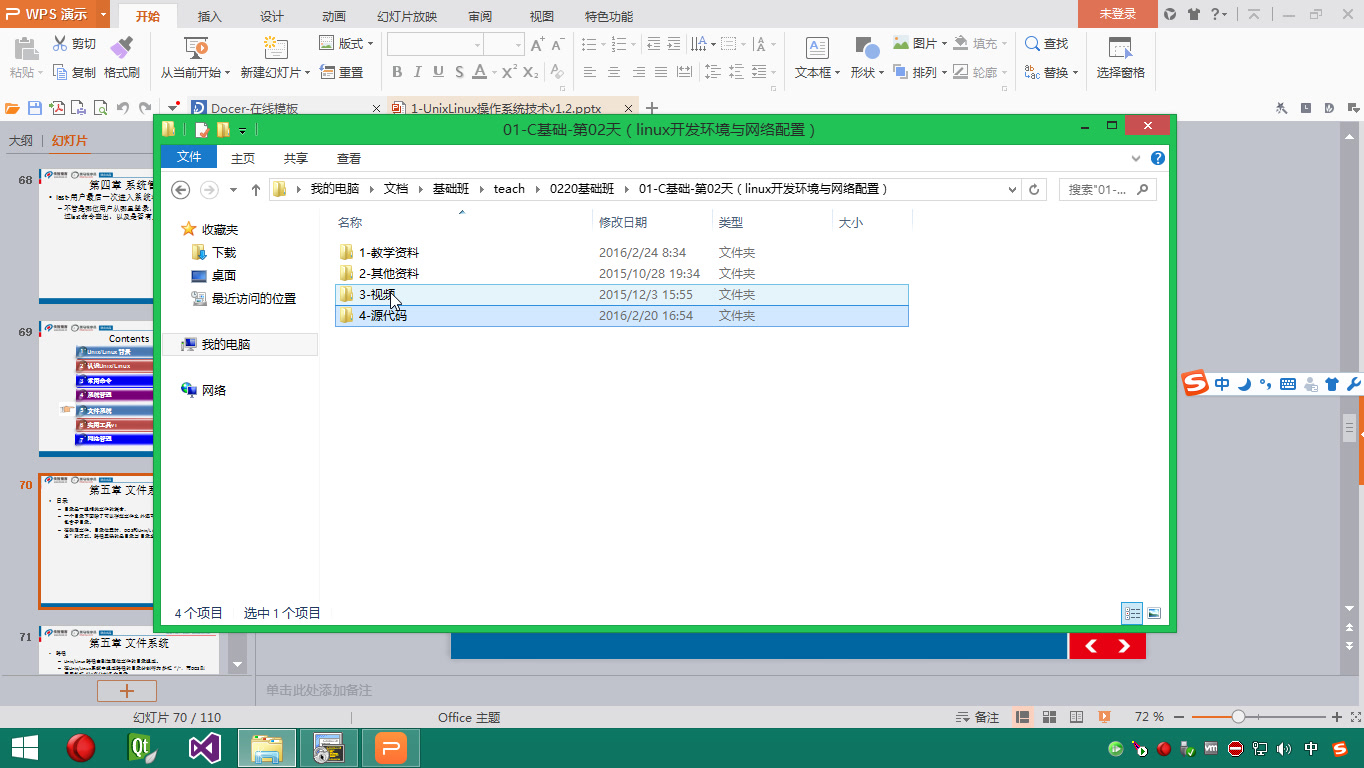 WPS 演示
开始
插入
设计
动画
幻灯片放映
审阅
视图
特色功能
未登录
粘贴
剪切
复制
格式刷
从当前开始
新建幻灯片
版式
重置
文本框
形状
图片
排列
填充
轮廓
查找
替换
选择窗格
Docer-在线模板
1-UnixLinux操作系统技术v1.2.pptx
大纲
幻灯片
01-C基础-第02天(linux开发环境与网络配置)
文件
主页
共享
查看
我的电脑
文档
基础班
teach
0220基础班
01-C基础-第02天(linux开发环境与网络配置)
搜索"01-...
收藏夹
下载
桌面
最近访问的位置
我的电脑
网络
名称
修改日期
类型
大小
1-教学资料
2016/2/24 8:34
文件夹
2-其他资料
2015/10/28 19:34
文件夹
3-视频
2015/12/3 15:55
文件夹
4-源代码
2016/2/20 16:54
文件夹
4 个项目
选中 1 个项目
68
69
Contents
1 Unix/Linux 背景
2 认识Unix/Linux
3 常用命令
4 系统管理
5 文件系统
7 网络管理
70
第五章 文件系
目录
71
第五章 文件系统
路径
单击此处添加备注
幻灯片 70 / 110
Office 主题
备注
72 %
中
中